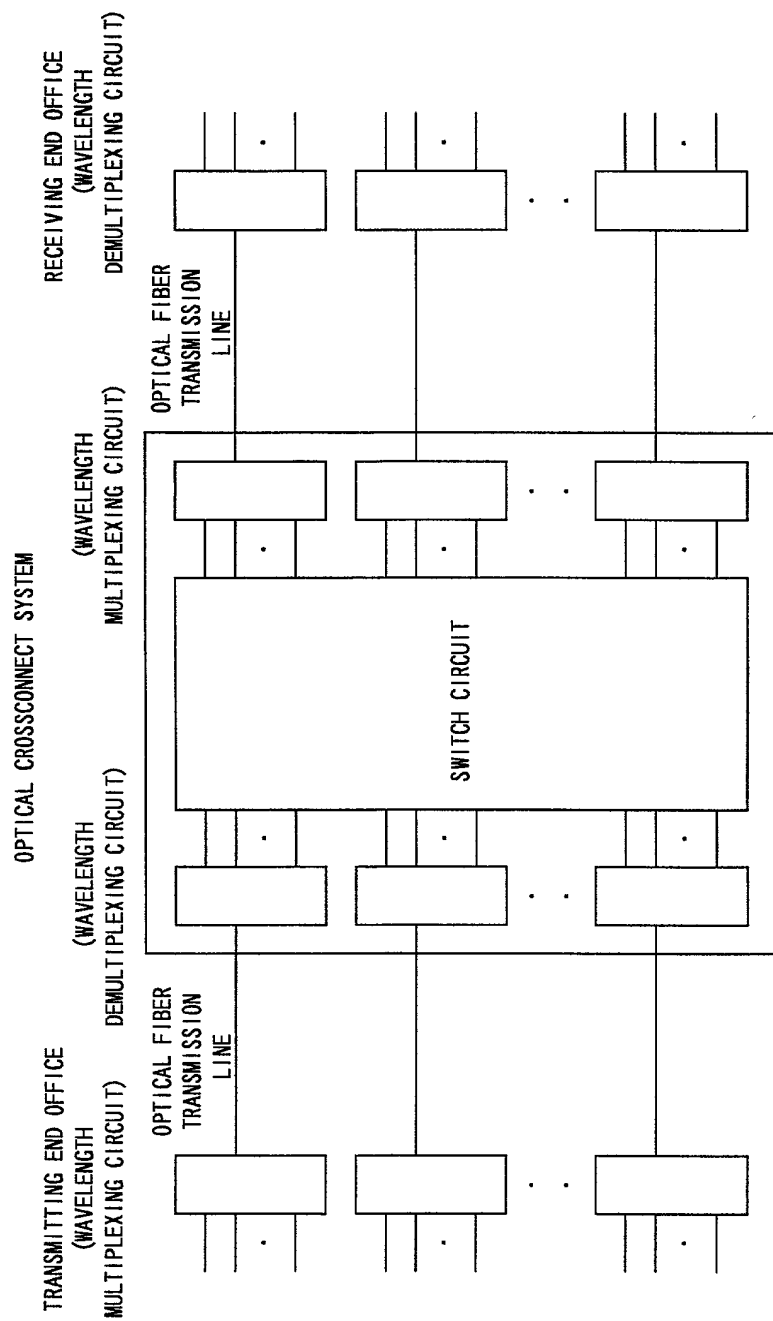 OPTICAL CROSSCONNECT SYSTEM
TRANSMITTING END OFFICE
(WAVELENGTH
MULTIPLEXING CIRCUIT)
(WAVELENGTH
DEMULTIPLEXING CIRCUIT)
(WAVELENGTH
MULTIPLEXING CIRCUIT)
RECEIVING END OFFICE
(WAVELENGTH
DEMULTIPLEXING CIRCUIT)
OPTICAL FIBER
TRANSMISSION
LINE
OPTICAL FIBER
TRANSMISSION
LINE
SWITCH CIRCUIT